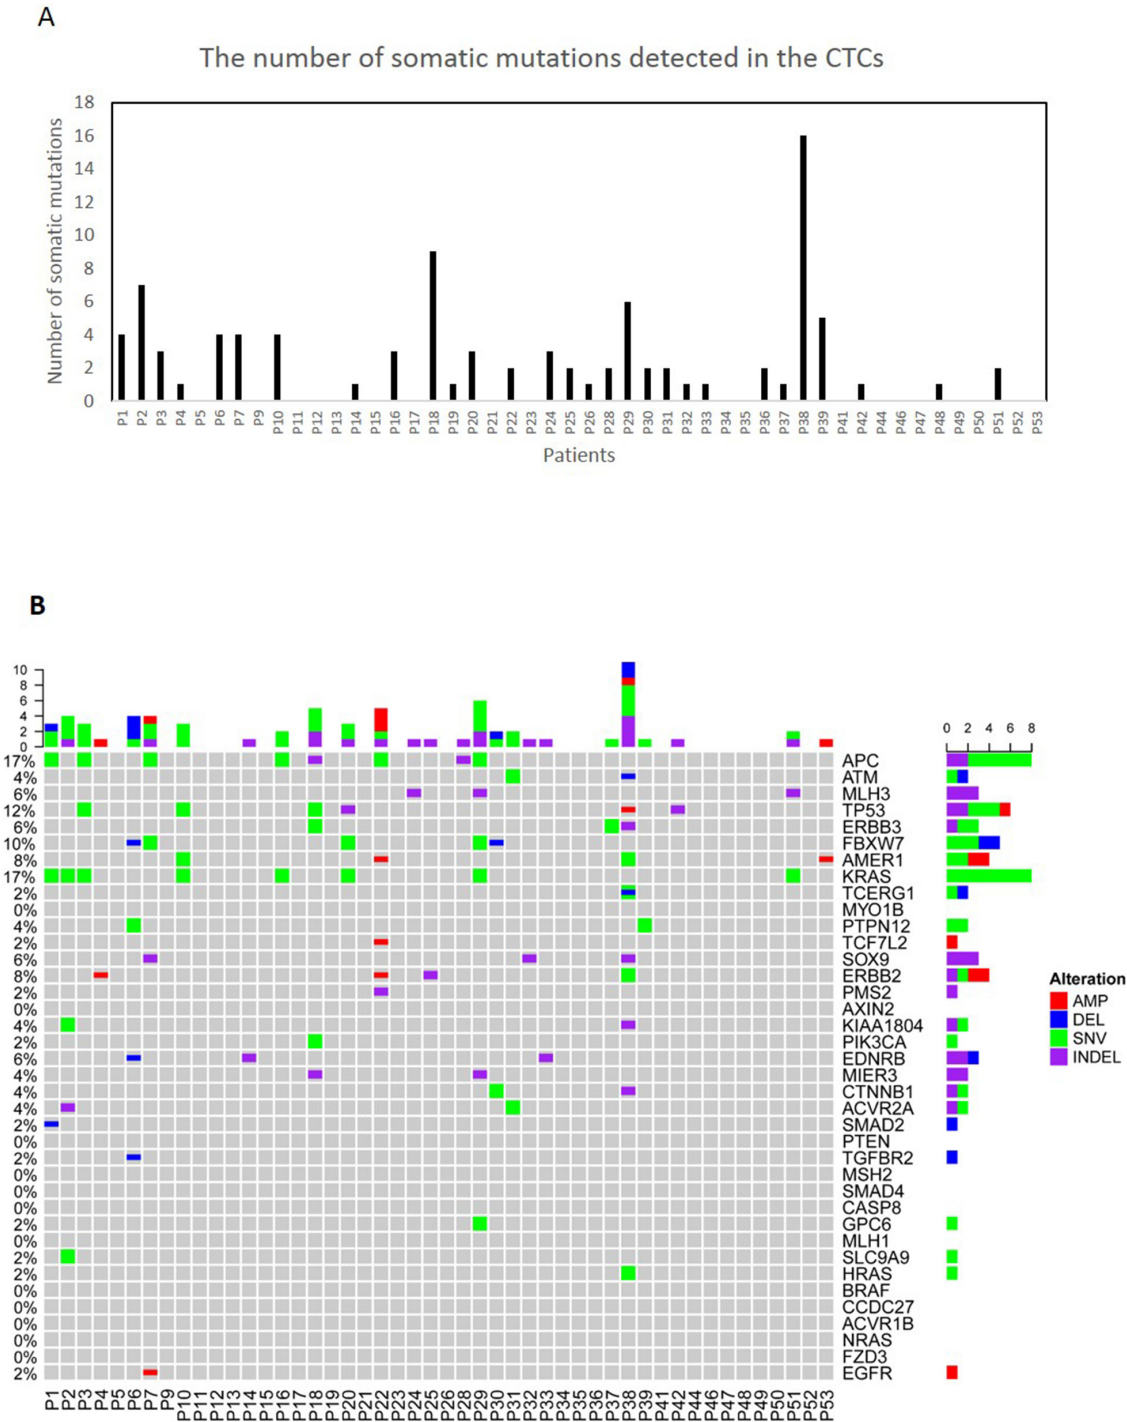 A
The number of somatic mutations detected in the CTCs
Number of somatic mutations
18
16
14
12
10
8
6
4
2
0
P1 P2 P3 P4 P5 P6 P7 P9 P10 P11 P12 P13 P14 P15 P16 P17 P18 P19 P20 P21 P22 P23 P24 P25 P26 P28 P29 P30 P31 P32 P33 P34 P35 P36 P37 P38 P39 P41 P42 P44 P46 P47 P48 P49 P50 P51 P52 P53
Patients
B
10
8
6
4
2
0
0 2 4 6 8
17% APC
4% ATM
6% MLH3
12% TP53
6% ERBB3
10% FBXW7
8% AMER1
17% KRAS
2% TCERG1
0% MYO1B
4% PTPN12
2% TCF7L2
6% SOX9
8% ERBB2
2% PMS2
0% AXIN2
4% KIAA1804
2% PIK3CA
6% EDNRB
4% MIER3
4% CTNNB1
4% ACVR2A
2% SMAD2
0% PTEN
2% TGFBR2
0% MSH2
0% SMAD4
0% CASP8
2% GPC6
0% MLH1
2% SLC9A9
2% HRAS
0% BRAF
0% CCDC27
0% ACVR1B
0% NRAS
0% FZD3
2% EGFR
Alteration
AMP
DEL
SNV
INDEL
P1 P2 P3 P4 P5 P6 P7 P9 P10 P11 P12 P13 P14 P15 P16 P17 P18 P19 P20 P21 P22 P23 P24 P25 P26 P28 P29 P30 P31 P32 P33 P34 P35 P36 P37 P38 P39 P41 P42 P44 P46 P47 P48 P49 P50 P51 P52 P53